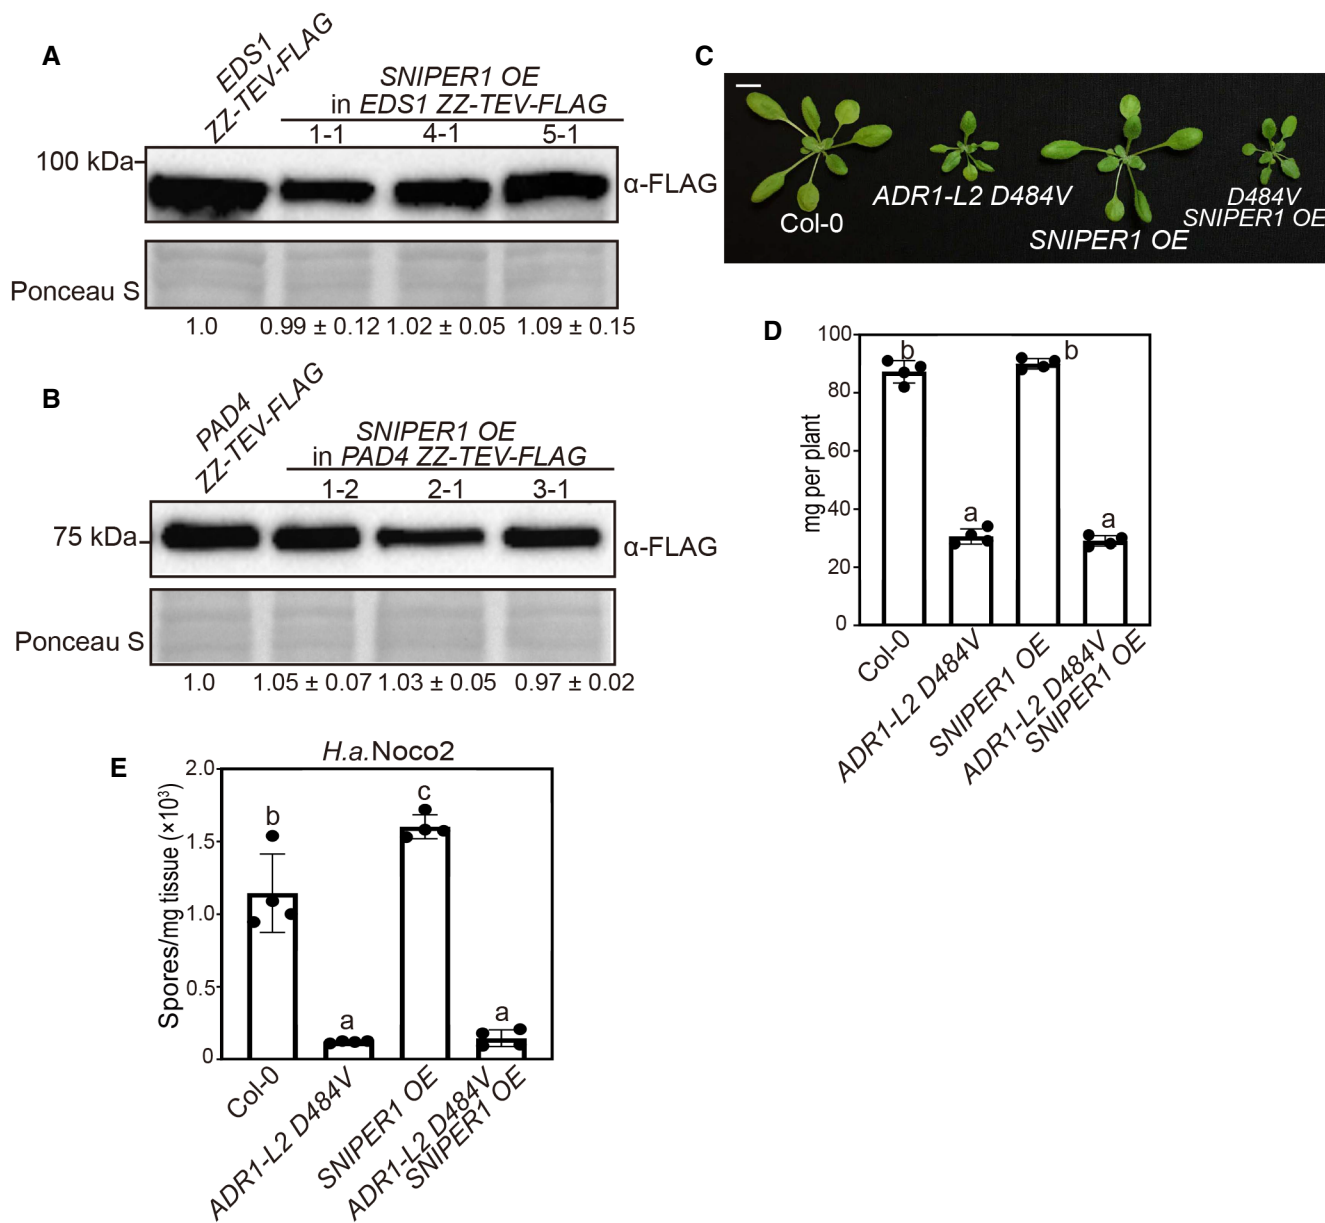 A
EDS1
ZZ-TEV-FLAG
SNIPER1 OE
in EDS1 ZZ-TEV-FLAG
1-1 4-1 5-1
100 kDa
α-FLAG
Ponceau S
1.0 0.99 ± 0.12 1.02 ± 0.05 1.09 ± 0.15
B
PAD4
ZZ-TEV-FLAG
SNIPER1 OE
in PAD4 ZZ-TEV-FLAG
1-2 2-1 3-1
75 kDa
α-FLAG
Ponceau S
1.0 1.05 ± 0.07 1.03 ± 0.05 0.97 ± 0.02
C
Col-0
ADR1-L2 D484V
SNIPER1 OE
D484V
SNIPER1 OE
D
mg per plant
100
80
60
40
20
0
b
a
b
a
Col-0
ADR1-L2 D484V
SNIPER1 OE
ADR1-L2 D484V
SNIPER1 OE
E
H.a.Noco2
Spores/mg tissue (×10³)
2.0
1.5
1.0
0.5
0
b
a
c
a
Col-0
ADR1-L2 D484V
SNIPER1 OE
ADR1-L2 D484V
SNIPER1 OE